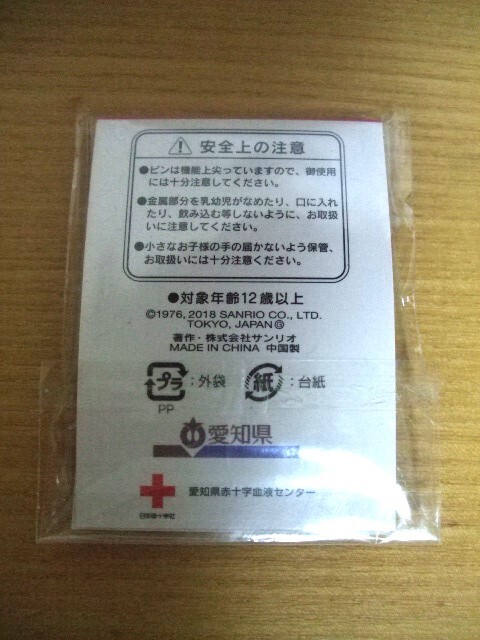 安全上の注意
●ピンは機能上尖っていますので、御使用
には十分注意してください。
●金属部分を乳幼児がなめたり、口に入れ
たり、飲み込む等しないように、お取扱
いに注意してください。
●小さなお子様の手の届かないよう保管、
お取扱いには十分注意ください。
●対象年齢12歳以上
©1976, 2018 SANRIO CO., LTD.
TOKYO, JAPAN Ⓖ
著作・株式会社サンリオ
MADE IN CHINA 中国製
プラ：外袋 紙：台紙
PP
愛知県
愛知県赤十字血液センター
日本赤十字社